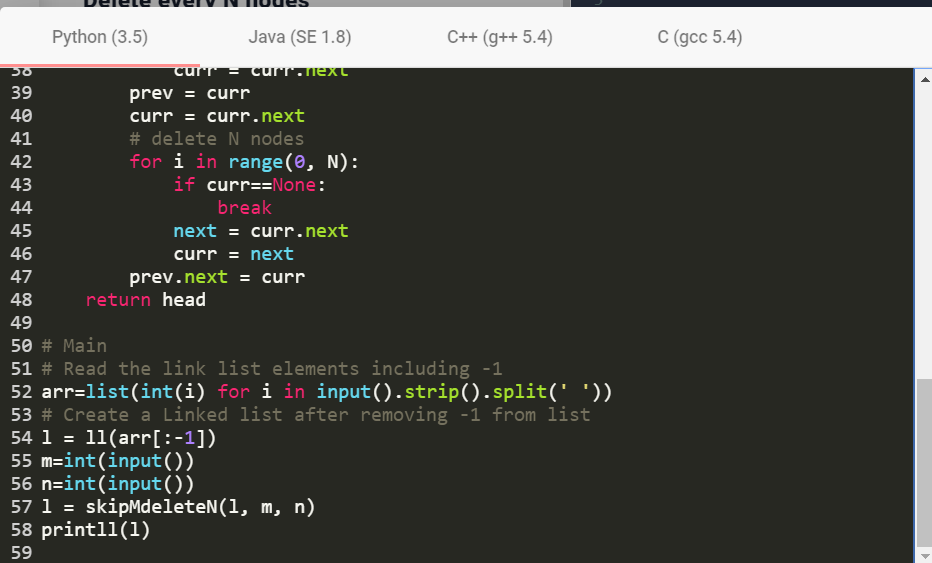 Delete every N nodes
5
Python (3.5) Java (SE 1.8) C++ (g++ 5.4) C (gcc 5.4)
38             curr = curr.next
39         prev = curr
40         curr = curr.next
41         # delete N nodes
42         for i in range(0, N):
43             if curr==None:
44                 break
45             next = curr.next
46             curr = next
47         prev.next = curr
48     return head
49
50 # Main
51 # Read the link list elements including -1
52 arr=list(int(i) for i in input().strip().split(' '))
53 # Create a Linked list after removing -1 from list
54 l = ll(arr[:-1])
55 m=int(input())
56 n=int(input())
57 l = skipMdeleteN(l, m, n)
58 printll(l)
59